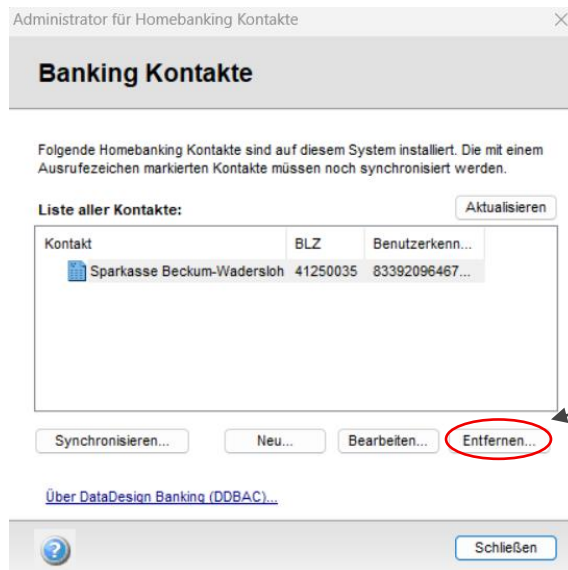 Administrator für Homebanking Kontakte
Banking Kontakte
Folgende Homebanking Kontakte sind auf diesem System installiert. Die mit einem
Ausrufezeichen markierten Kontakte müssen noch synchronisiert werden.
Liste aller Kontakte:
Aktualisieren
Kontakt BLZ Benutzerkenn...
Sparkasse Beckum-Wadersloh 41250035 83392096467...
Synchronisieren... Neu... Bearbeiten... Entfernen...
Über DataDesign Banking (DDBAC)...
Schließen